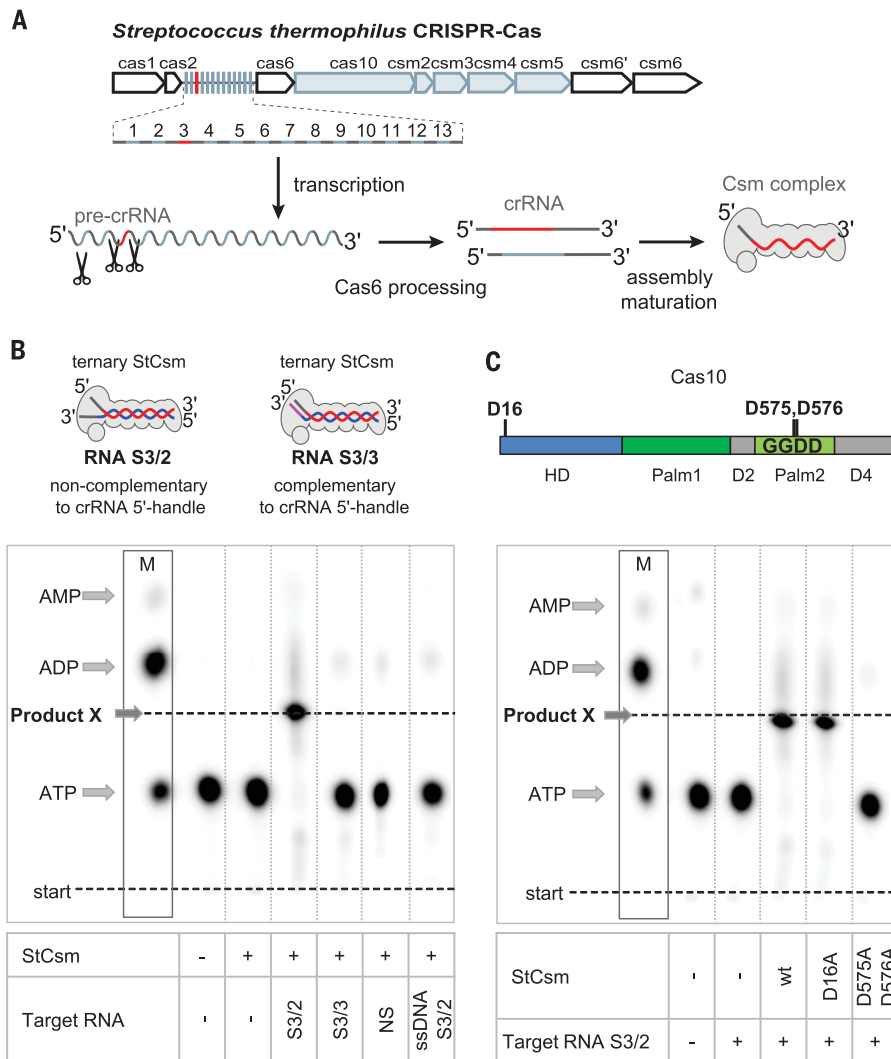 A
Streptococcus thermophilus CRISPR-Cas
cas1 cas2 cas6 cas10 csm2 csm3 csm4 csm5 csm6' csm6
1 2 3 4 5 6 7 8 9 10 11 12 13
transcription
pre-crRNA
5' 3'
Cas6 processing
crRNA
5' 3'
5' 3'
assembly
maturation
Csm complex
5' 3'
B
ternary StCsm
5'
3' 3'
5'
RNA S3/2
non-complementary
to crRNA 5'-handle
ternary StCsm
5'
3' 3'
5'
RNA S3/3
complementary
to crRNA 5'-handle
M
AMP
ADP
Product X
ATP
start
StCsm - + + + + +
Target RNA - - S3/2 S3/3 NS ssDNA S3/2
C
Cas10
D16 D575,D576
GGDD
HD Palm1 D2 Palm2 D4
M
AMP
ADP
Product X
ATP
start
StCsm - - wt D16A D575A D576A
Target RNA S3/2 - + + + +